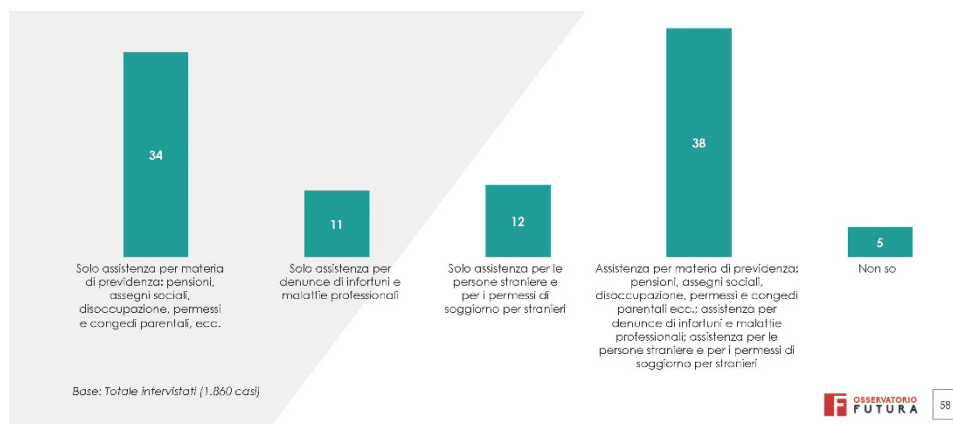 34
11
12
38
5
Solo assistenza per materia
di previdenza: pensioni,
assegni sociali,
disoccupazione, permessi
e congedi parentali, ecc.
Solo assistenza per
denunce di infortuni e
malattie professionali
Solo assistenza per le
persone straniere e
per i permessi di
soggiorno per stranieri
Assistenza per materia di previdenza:
pensioni, assegni sociali,
disoccupazione, permessi e congedi
parentali ecc.; assistenza per
denunce di infortuni e malattie
professionali; assistenza per le
persone straniere e per i permessi di
soggiorno per stranieri
Non so
Base: Totale intervistati (1.860 casi)
OSSERVATORIO
FUTURA
58